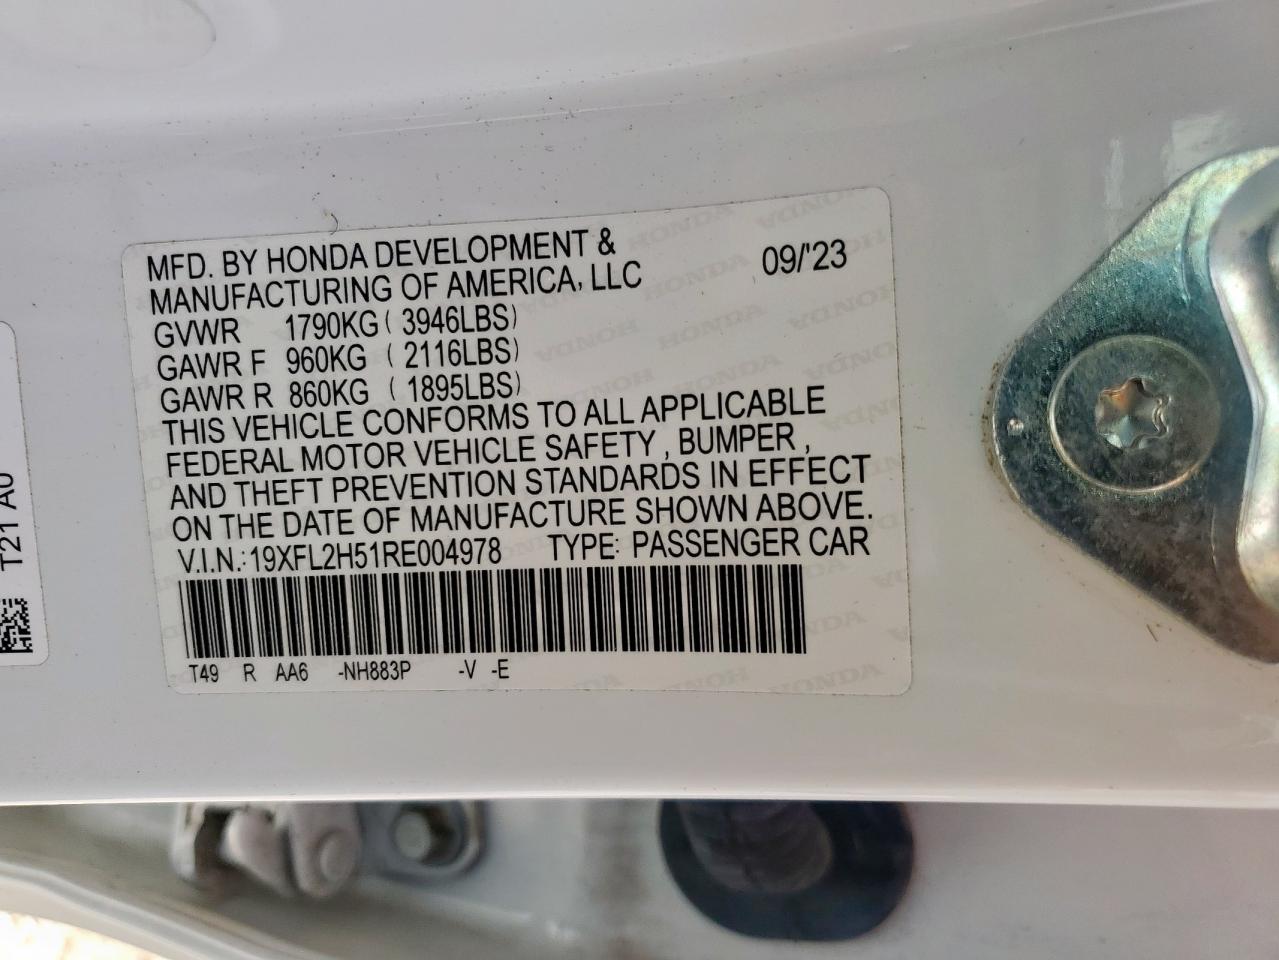 MFD. BY HONDA DEVELOPMENT &
MANUFACTURING OF AMERICA, LLC 09/'23
GVWR 1790KG ( 3946LBS)
GAWR F 960KG ( 2116LBS)
GAWR R 860KG ( 1895LBS)
THIS VEHICLE CONFORMS TO ALL APPLICABLE
FEDERAL MOTOR VEHICLE SAFETY , BUMPER ,
AND THEFT PREVENTION STANDARDS IN EFFECT
ON THE DATE OF MANUFACTURE SHOWN ABOVE.
V.I.N.: 19XFL2H51RE004978 TYPE: PASSENGER CAR
T49 R AA6 -NH883P -V -E
T21 A0